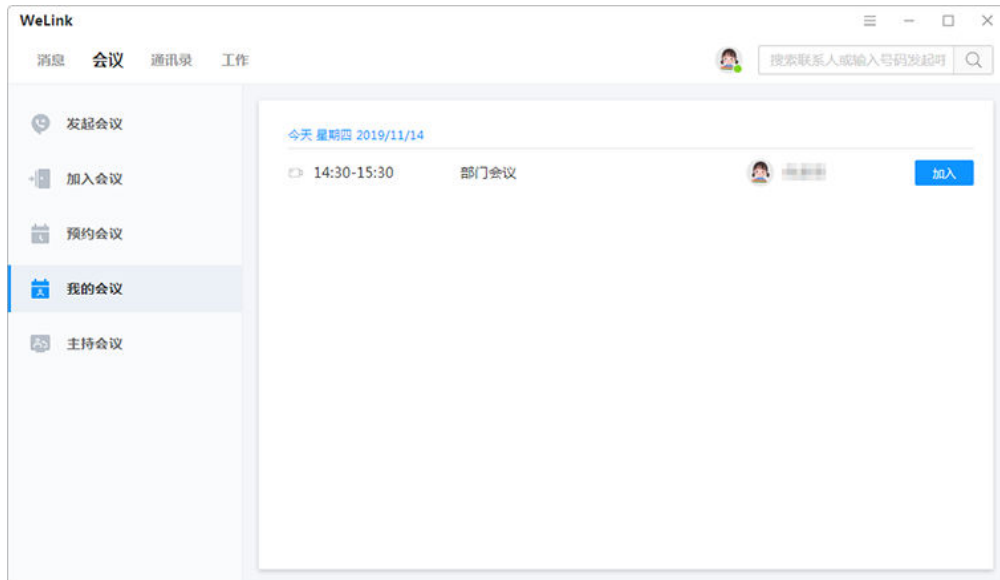 WeLink
消息 会议 通讯录 工作 搜索联系人或输入号码发起呼
发起会议
今天 星期四 2019/11/14
14:30-15:30 部门会议 加入
加入会议
预约会议
我的会议
主持会议